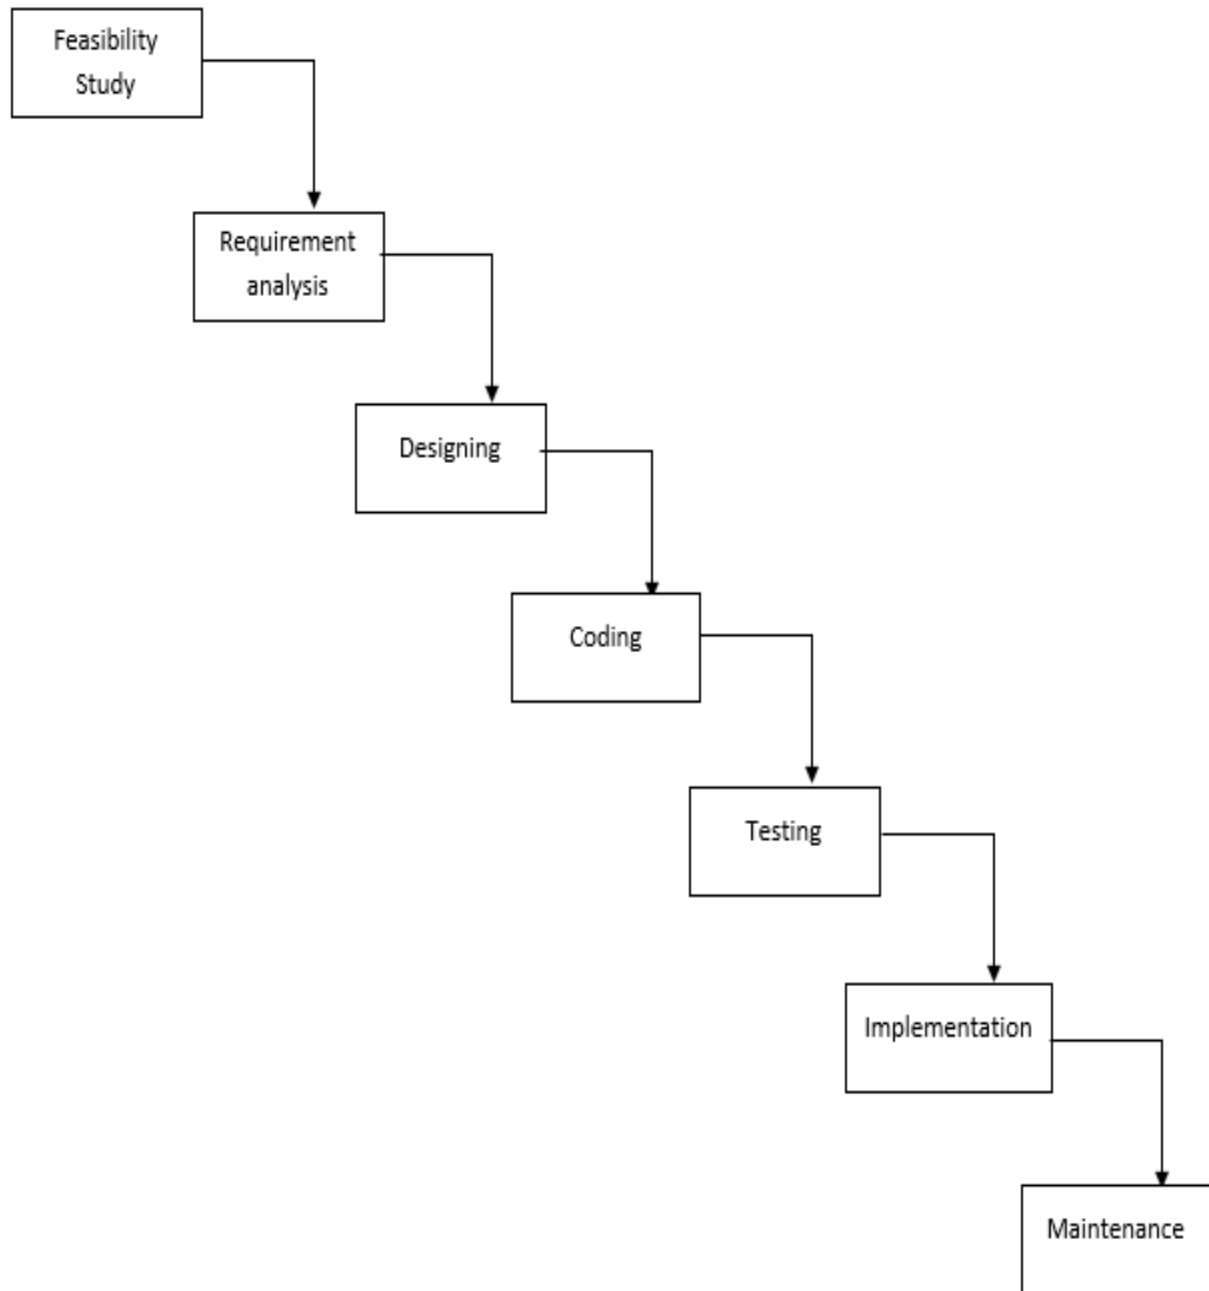 Feasibility
Study
Requirement
analysis
Designing
Coding
Testing
Implementation
Maintenance